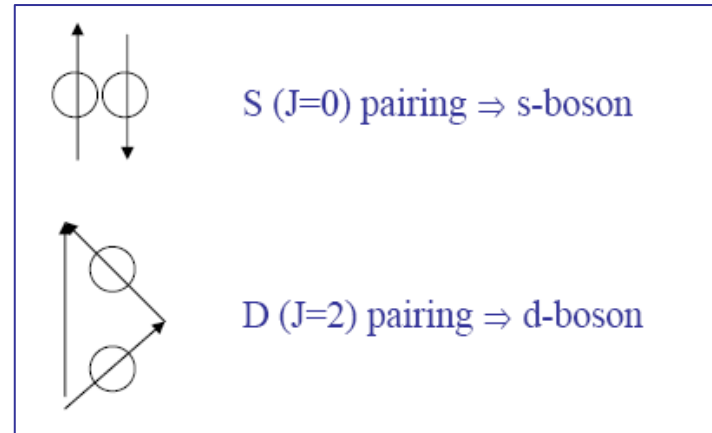 S (J=0) pairing ⇒ s-boson
D (J=2) pairing ⇒ d-boson